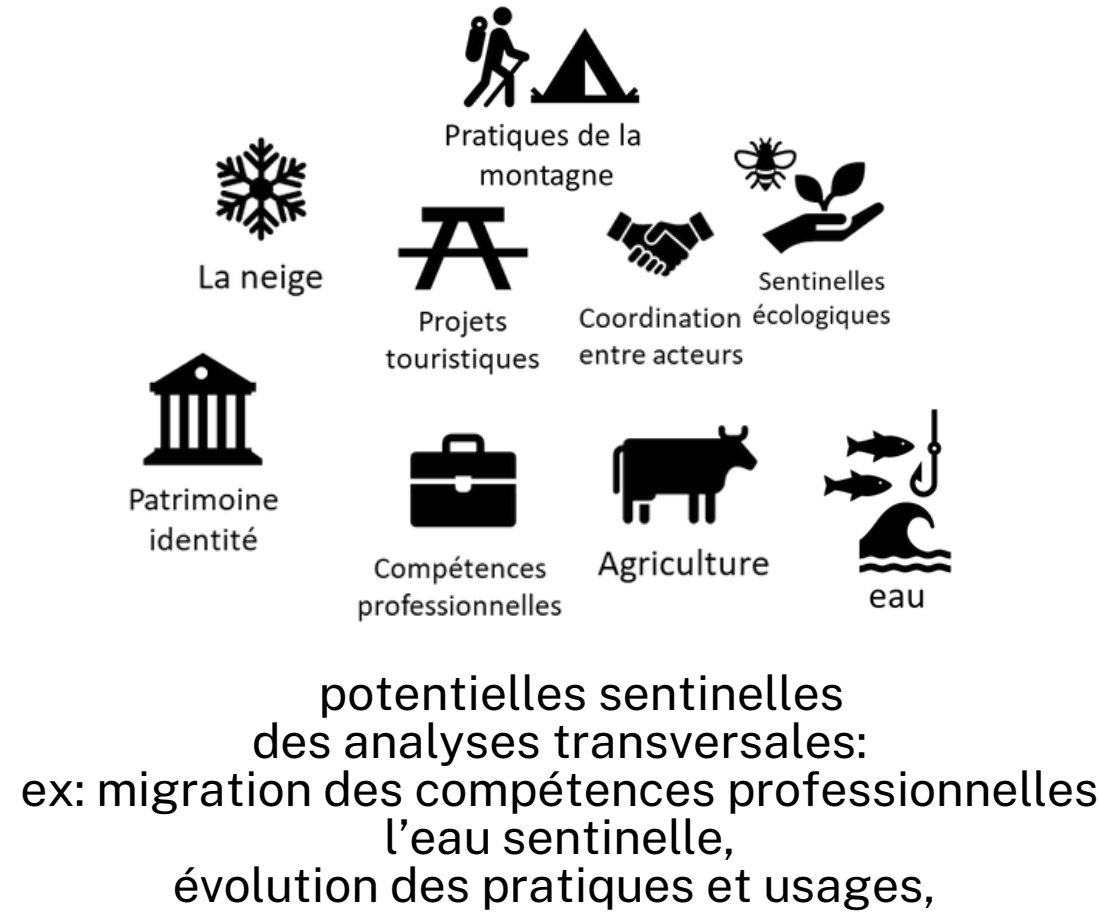 Pratiques de la
montagne
La neige
Projets
touristiques
Coordination
entre acteurs
Sentinelles
écologiques
Patrimoine
identité
Compétences
professionnelles
Agriculture
eau
potentielles sentinelles
des analyses transversales:
ex: migration des compétences professionnelles
l’eau sentinelle,
évolution des pratiques et usages,